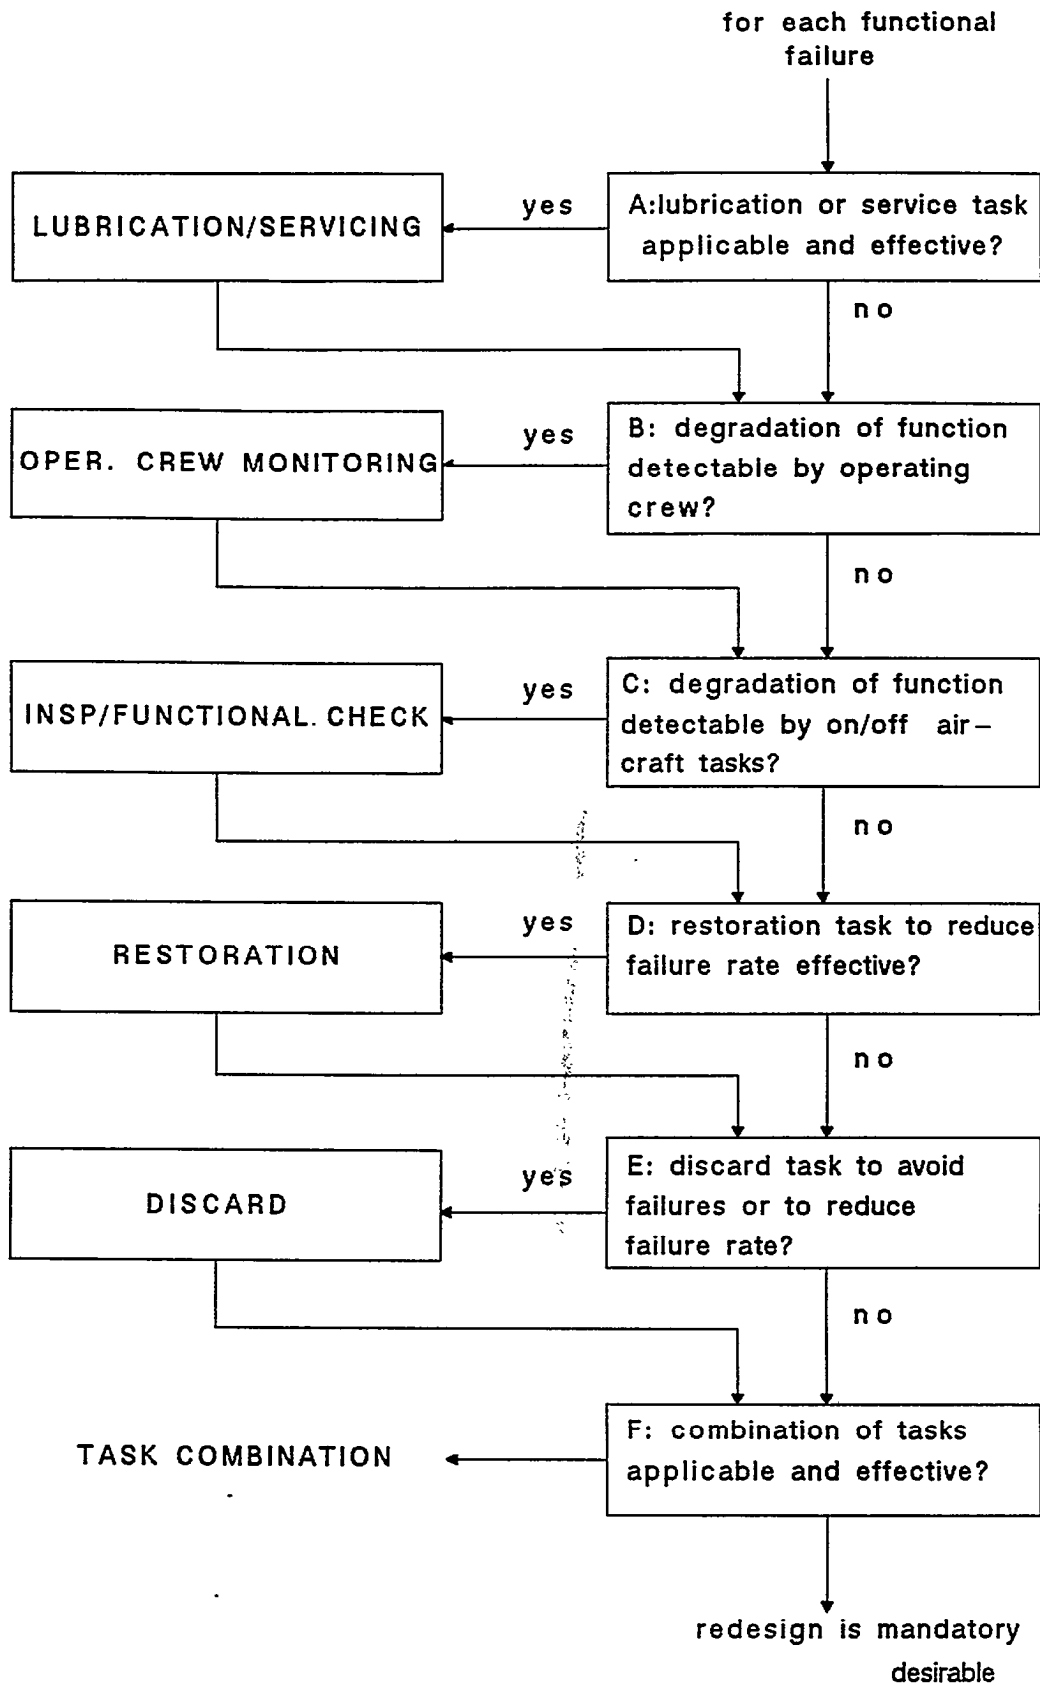 for each functional
failure
LUBRICATION/SERVICING
yes
A:lubrication or service task
applicable and effective?
no
OPER. CREW MONITORING
yes
B: degradation of function
detectable by operating
crew?
no
INSP/FUNCTIONAL. CHECK
yes
C: degradation of function
detectable by on/off air–
craft tasks?
no
RESTORATION
yes
D: restoration task to reduce
failure rate effective?
no
DISCARD
yes
E: discard task to avoid
failures or to reduce
failure rate?
no
TASK COMBINATION
F: combination of tasks
applicable and effective?
redesign is mandatory
desirable